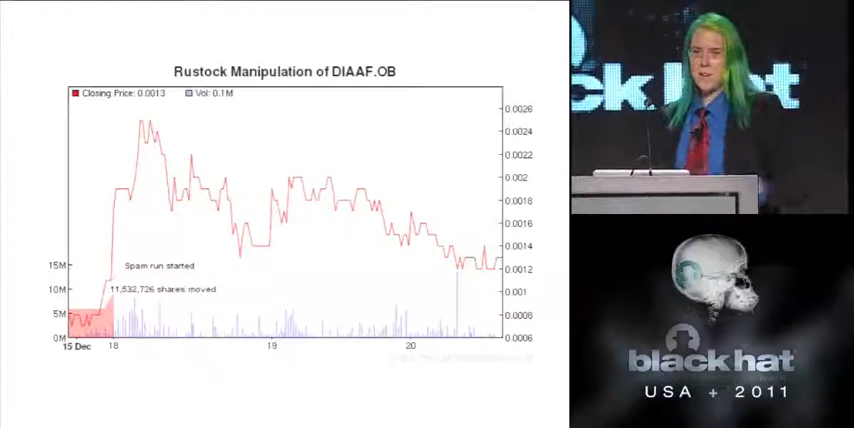 Rustock Manipulation of DIAAF.OB
Closing Price: 0.0013 Vol: 0.1M
0.0026
0.0024
0.0022
0.002
0.0018
0.0016
0.0014
0.0012
0.001
0.0008
0.0006
15M
10M
5M
0M
Spam run started
11,532,726 shares moved
15 Dec 18 19 20
ck hat
black hat
USA + 2011